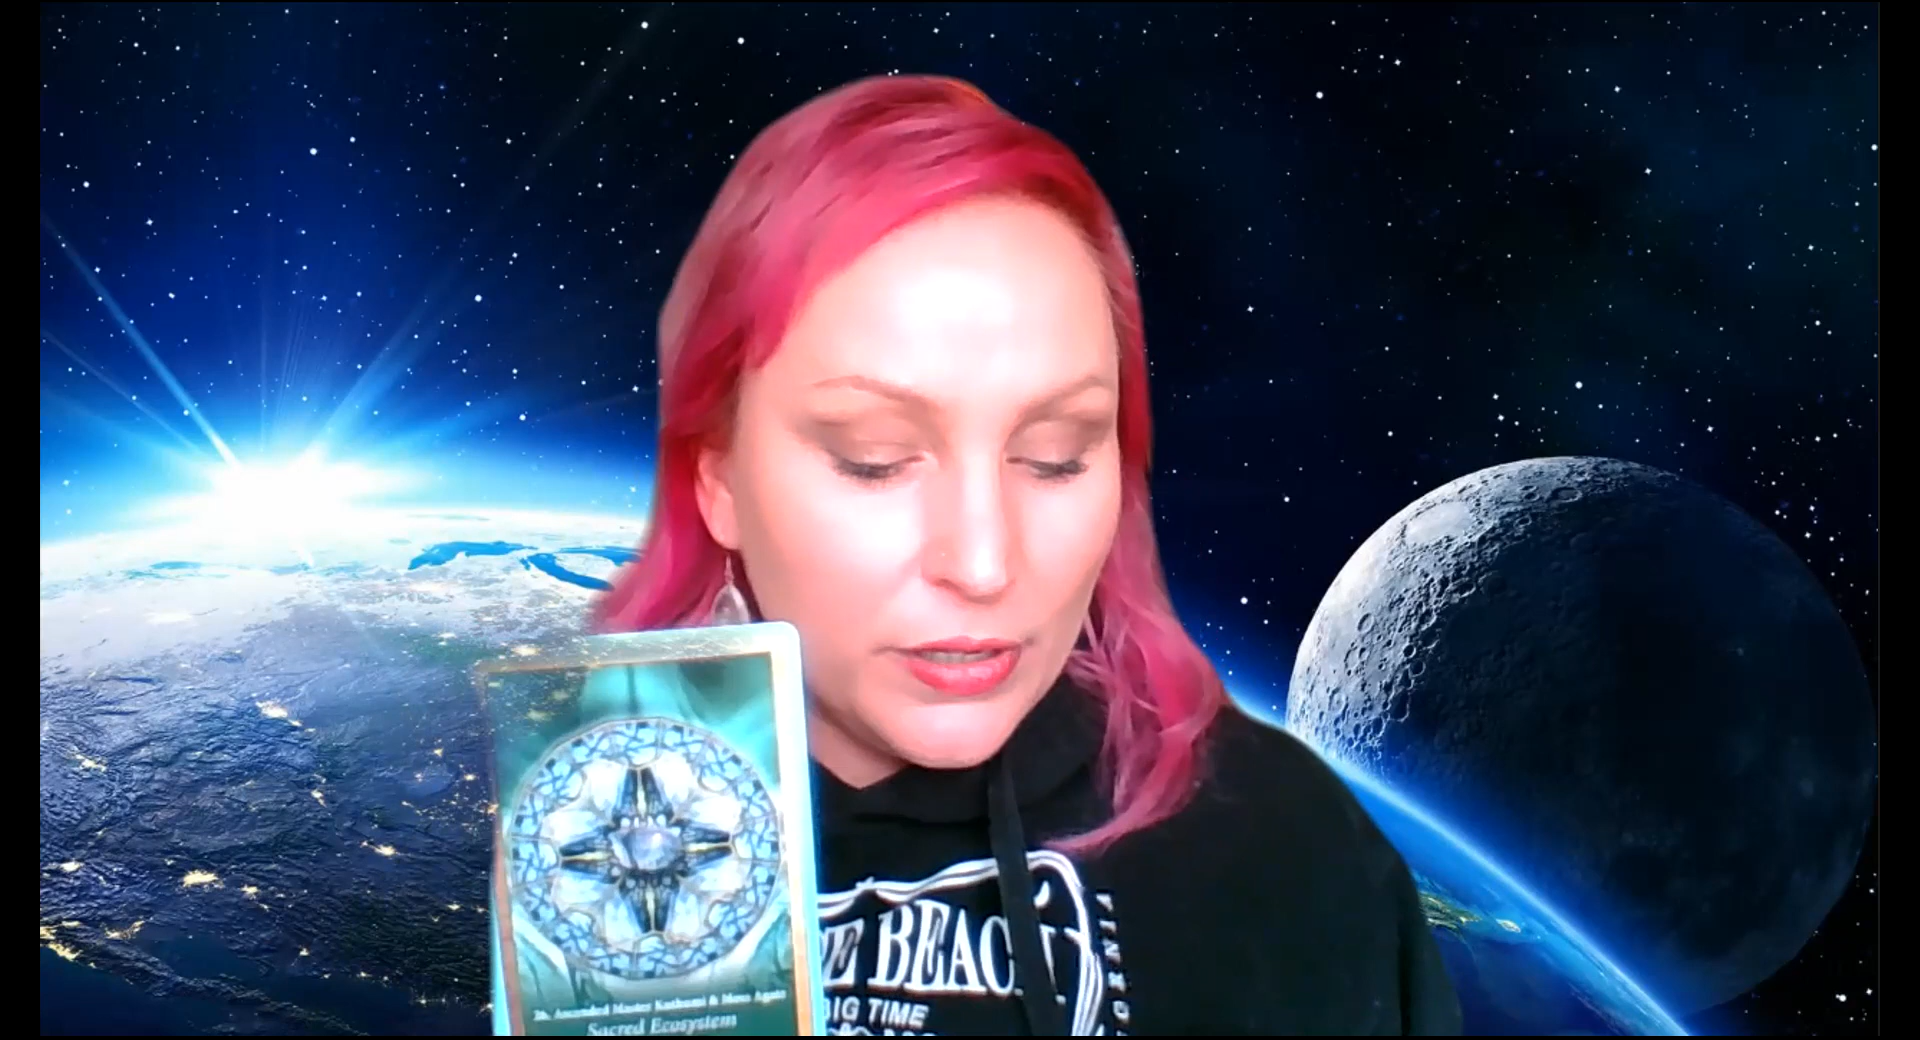 26. Ascended Master Kuthumi & Moss Agate
Sacred Ecosystem
E BEAC
BIG TIME